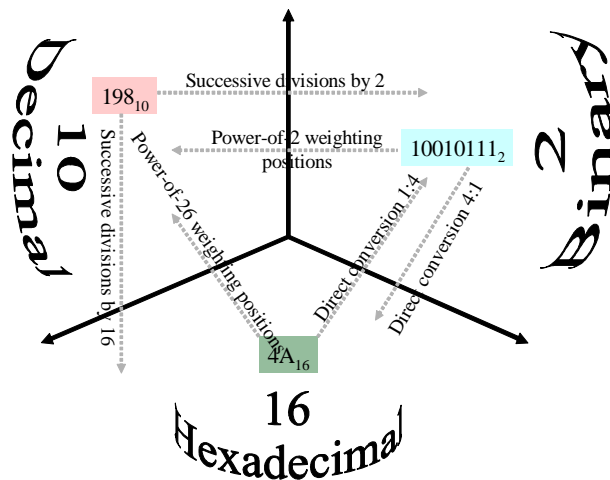 Decimal
10
Binary
2
198₁₀
Successive divisions by 2
Power-of-2 weighting
positions
10010111₂
Successive divisions by 16
Power-of-26 weighting positions
Direct conversion 1:4
Direct conversion 4:1
4A₁₆
16
Hexadecimal